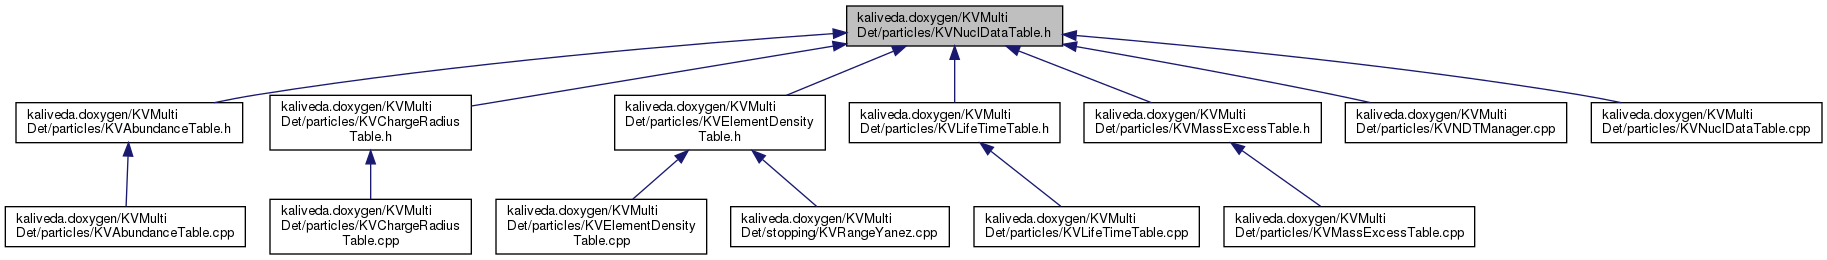 kaliveda.doxygen/KVMulti
Det/particles/KVNuclDataTable.h
kaliveda.doxygen/KVMulti
Det/particles/KVAbundanceTable.h
kaliveda.doxygen/KVMulti
Det/particles/KVChargeRadius
Table.h
kaliveda.doxygen/KVMulti
Det/particles/KVElementDensity
Table.h
kaliveda.doxygen/KVMulti
Det/particles/KVLifeTimeTable.h
kaliveda.doxygen/KVMulti
Det/particles/KVMassExcessTable.h
kaliveda.doxygen/KVMulti
Det/particles/KVNDTManager.cpp
kaliveda.doxygen/KVMulti
Det/particles/KVNuclDataTable.cpp
kaliveda.doxygen/KVMulti
Det/particles/KVAbundanceTable.cpp
kaliveda.doxygen/KVMulti
Det/particles/KVChargeRadius
Table.cpp
kaliveda.doxygen/KVMulti
Det/particles/KVElementDensity
Table.cpp
kaliveda.doxygen/KVMulti
Det/stopping/KVRangeYanez.cpp
kaliveda.doxygen/KVMulti
Det/particles/KVLifeTimeTable.cpp
kaliveda.doxygen/KVMulti
Det/particles/KVMassExcessTable.cpp